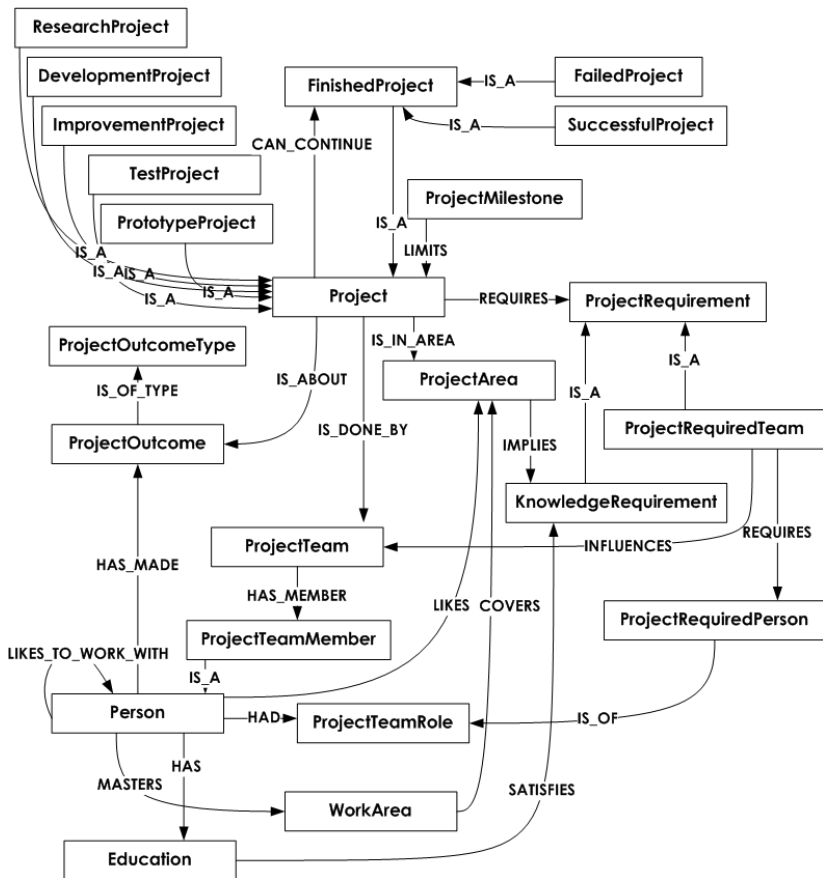 ResearchProject
DevelopmentProject
FinishedProject
IS_A
FailedProject
ImprovementProject
IS_A
SuccessfulProject
CAN_CONTINUE
TestProject
ProjectMilestone
PrototypeProject
IS_A
LIMITS
IS_A
IS_A
IS_A
IS_A
IS_A
Project
REQUIRES
ProjectRequirement
IS_IN_AREA
ProjectOutcomeType
IS_A
IS_ABOUT
ProjectArea
IS_OF_TYPE
IS_A
IS_DONE_BY
ProjectOutcome
ProjectRequiredTeam
IMPLIES
KnowledgeRequirement
REQUIRES
ProjectTeam
INFLUENCES
HAS_MADE
HAS_MEMBER
LIKES
COVERS
ProjectRequiredPerson
ProjectTeamMember
LIKES_TO_WORK_WITH
IS_A
Person
HAD
ProjectTeamRole
IS_OF
HAS
MASTERS
SATISFIES
WorkArea
Education